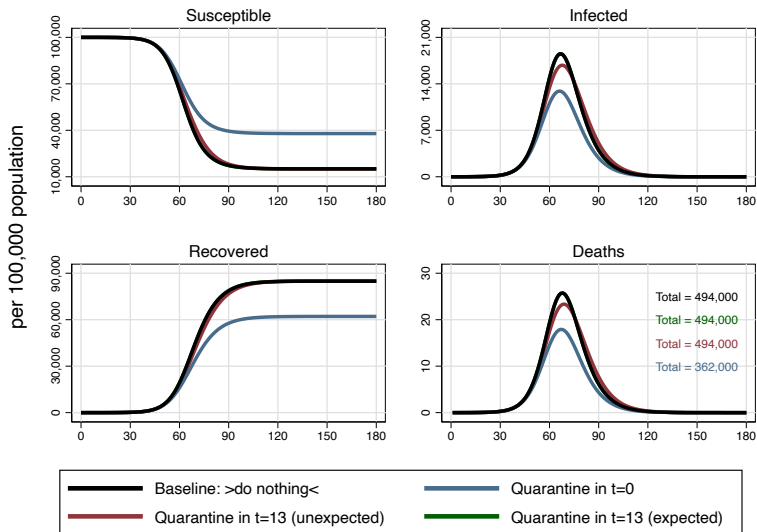 Susceptible
Infected
100,000
70,000
40,000
10,000
0 30 60 90 120 150 180
21,000
14,000
7,000
0
0 30 60 90 120 150 180
per 100,000 population
Recovered
Deaths
90,000
60,000
30,000
0
0 30 60 90 120 150 180
30
20
10
0
0 30 60 90 120 150 180
Total = 494,000
Total = 494,000
Total = 494,000
Total = 362,000
Baseline: >do nothing<
Quarantine in t=0
Quarantine in t=13 (unexpected)
Quarantine in t=13 (expected)